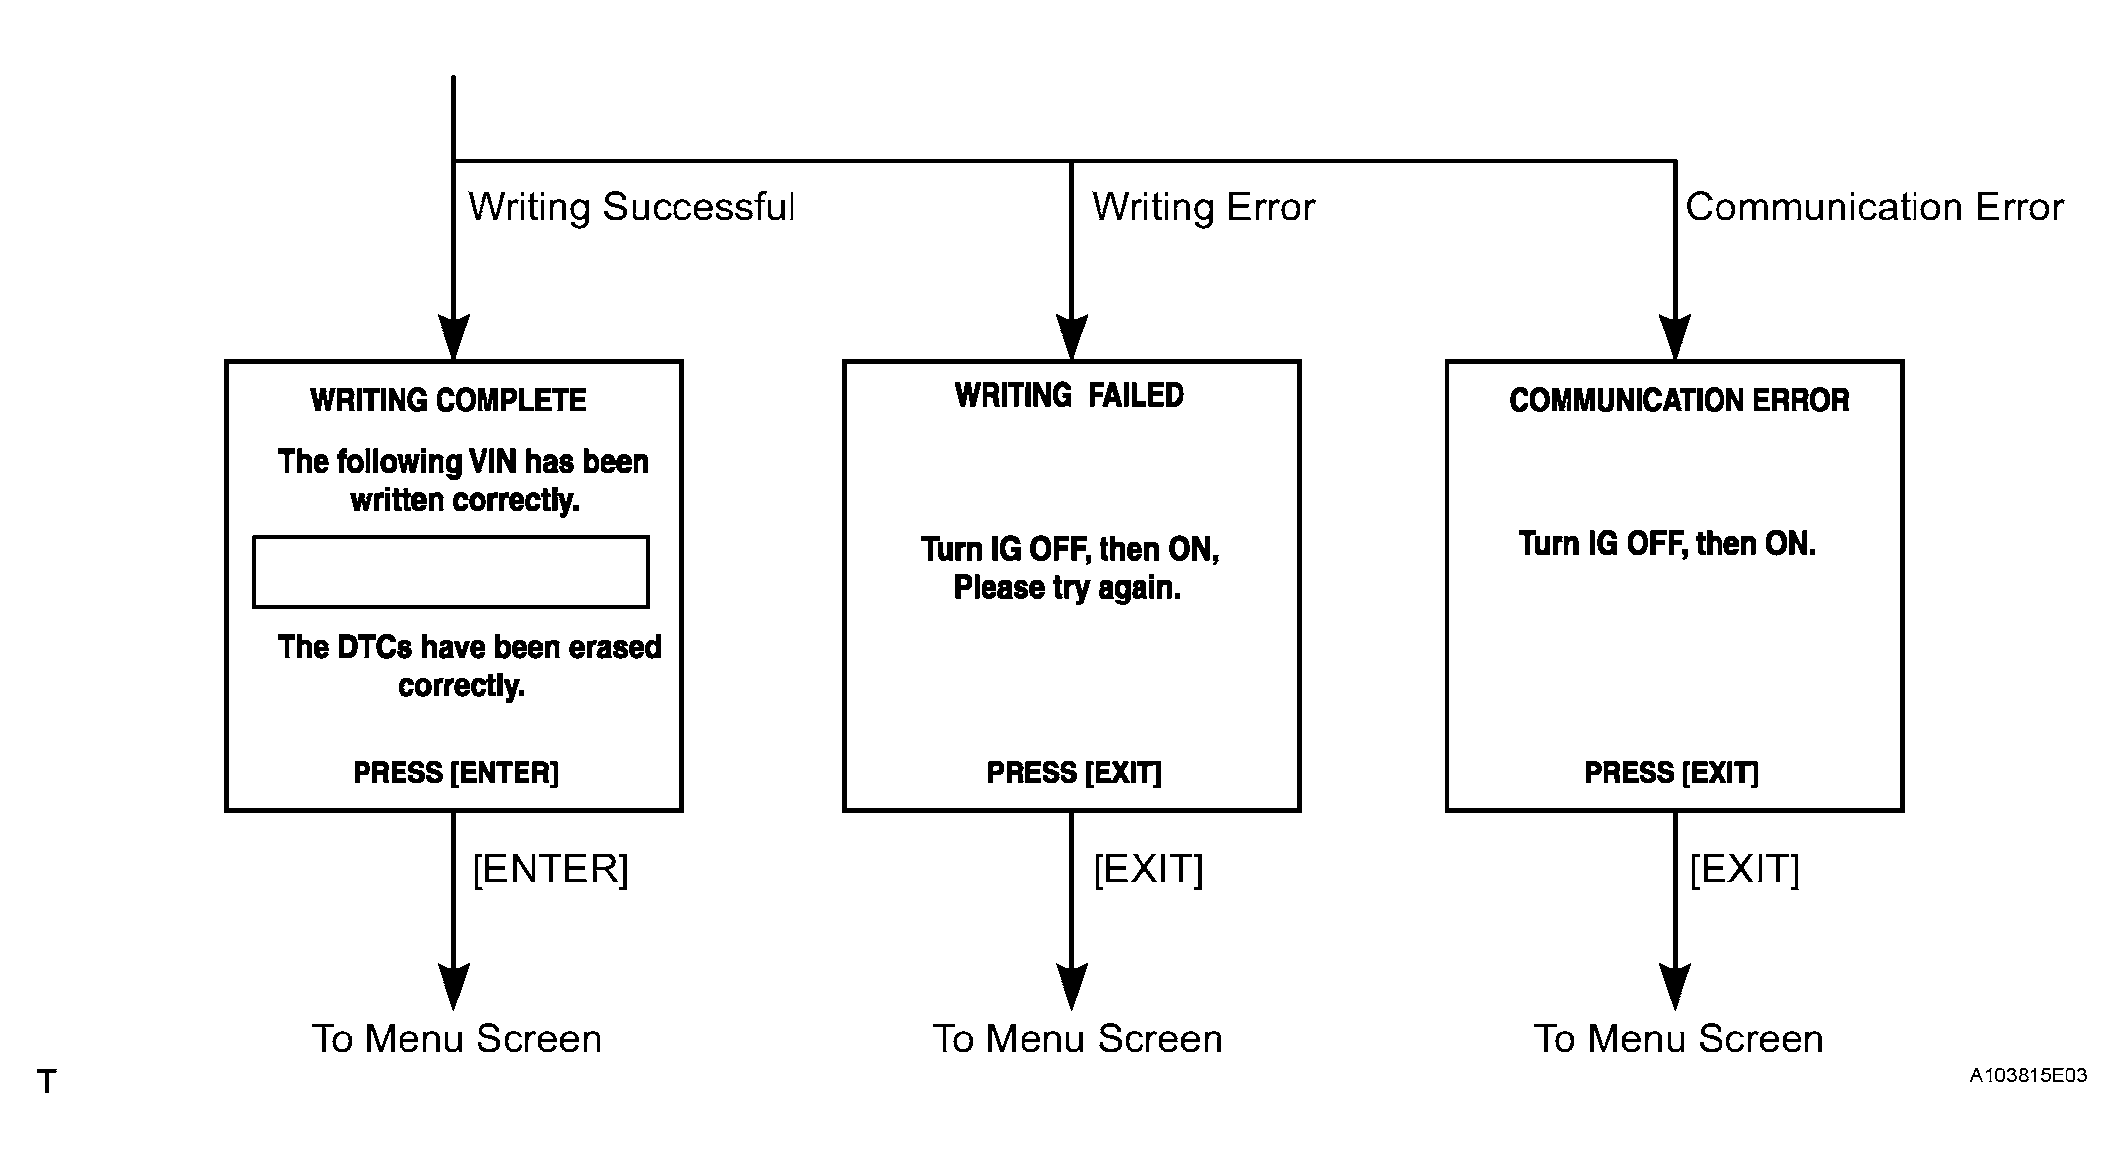 Writing Successful
Writing Error
Communication Error
WRITING COMPLETE
The following VIN has been
written correctly.
The DTCs have been erased
correctly.
PRESS [ENTER]
WRITING FAILED
Turn IG OFF, then ON,
Please try again.
PRESS [EXIT]
COMMUNICATION ERROR
Turn IG OFF, then ON.
PRESS [EXIT]
[ENTER]
[EXIT]
[EXIT]
To Menu Screen
To Menu Screen
To Menu Screen
T
A103815E03